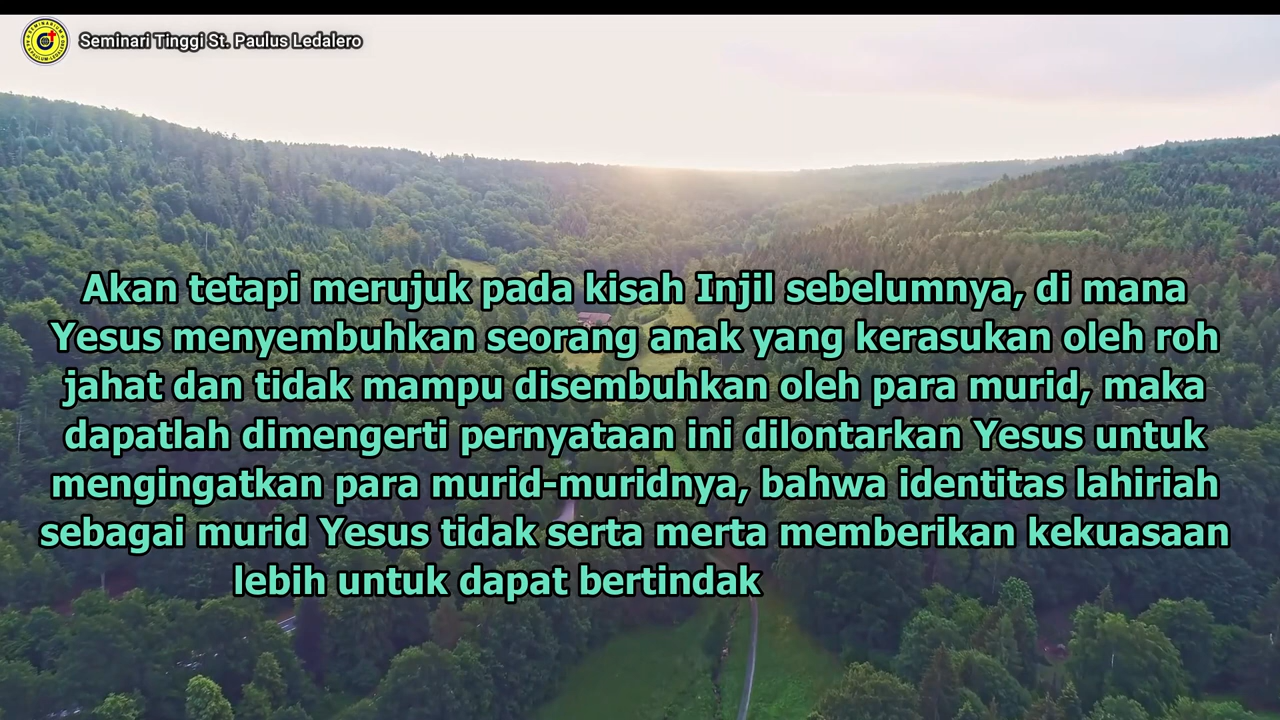 Seminari Tinggi St. Paulus Ledalero
Akan tetapi merujuk pada kisah Injil sebelumnya, di mana
Yesus menyembuhkan seorang anak yang kerasukan oleh roh
jahat dan tidak mampu disembuhkan oleh para murid, maka
dapatlah dimengerti pernyataan ini dilontarkan Yesus untuk
mengingatkan para murid-muridnya, bahwa identitas lahiriah
sebagai murid Yesus tidak serta merta memberikan kekuasaan
lebih untuk dapat bertindak